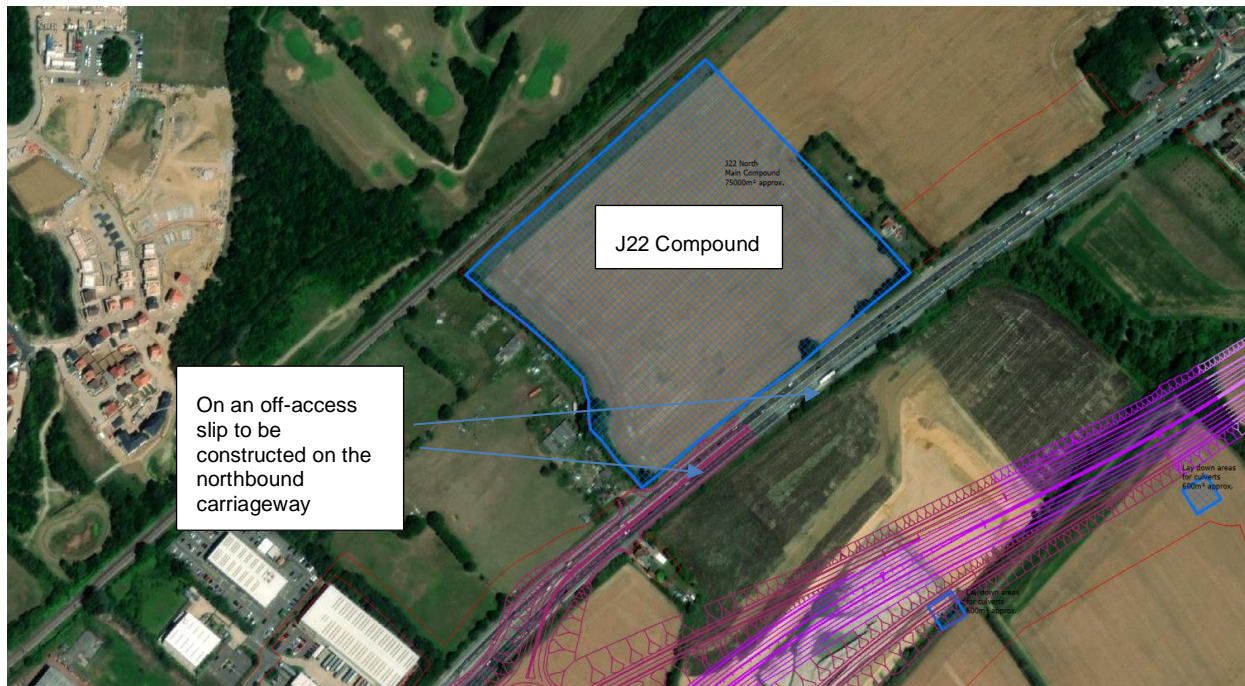 J22 North
Main Compound
75000m² approx.
J22 Compound
On an off-access
slip to be
constructed on the
northbound
carriageway
Lay down areas
for culverts
600m² approx.
Lay down areas
for culverts
600m² approx.